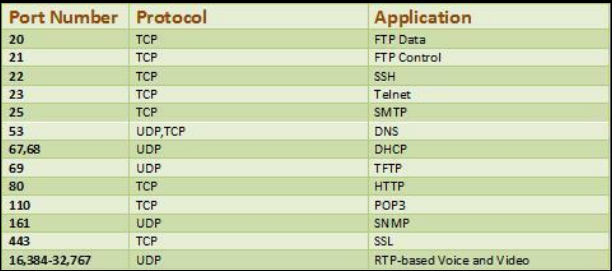 Port Number Protocol Application
20 TCP FTP Data
21 TCP FTP Control
22 TCP SSH
23 TCP Telnet
25 TCP SMTP
53 UDP,TCP DNS
67,68 UDP DHCP
69 UDP TFTP
80 TCP HTTP
110 TCP POP3
161 UDP SNMP
443 TCP SSL
16,384-32,767 UDP RTP-based Voice and Video